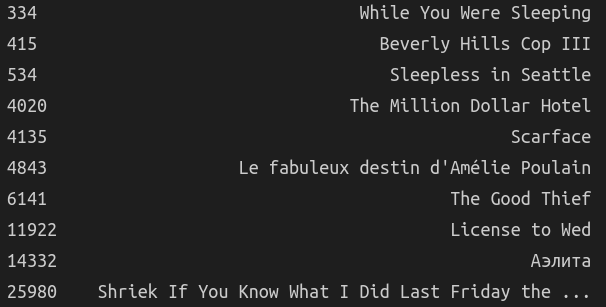 334 While You Were Sleeping
415 Beverly Hills Cop III
534 Sleepless in Seattle
4020 The Million Dollar Hotel
4135 Scarface
4843 Le fabuleux destin d'Amélie Poulain
6141 The Good Thief
11922 License to Wed
14332 Аэлита
25980 Shriek If You Know What I Did Last Friday the ...